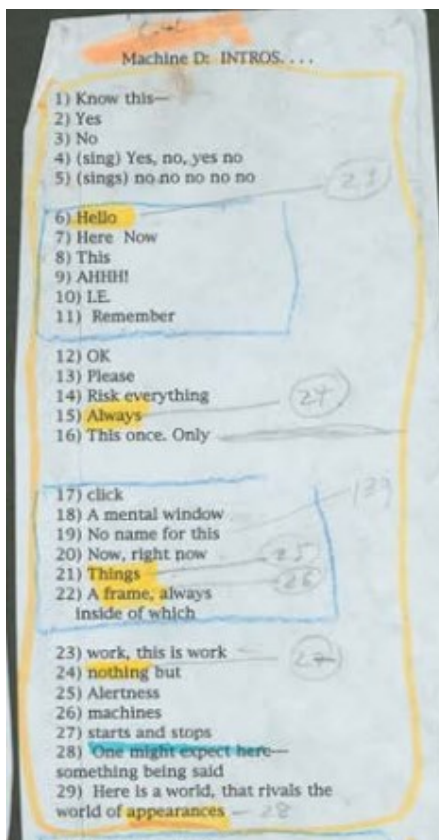 Machine D: INTROS. . . .
1) Know this—
2) Yes
3) No
4) (sing) Yes, no, yes no
5) (sings) no no no no no
23
6) Hello
7) Here Now
8) This
9) AHHH!
10) I.E.
11) Remember
12) OK
13) Please
14) Risk everything
24
15) Always
16) This once. Only
17) click
18) A mental window
19) No name for this
20) Now, right now
25
21) Things
26
22) A frame, always
inside of which
23) work, this is work
24) nothing but
25) Alertness
26) machines
27) starts and stops
28) One might expect here—
something being said
29) Here is a world, that rivals the
world of appearances — 28